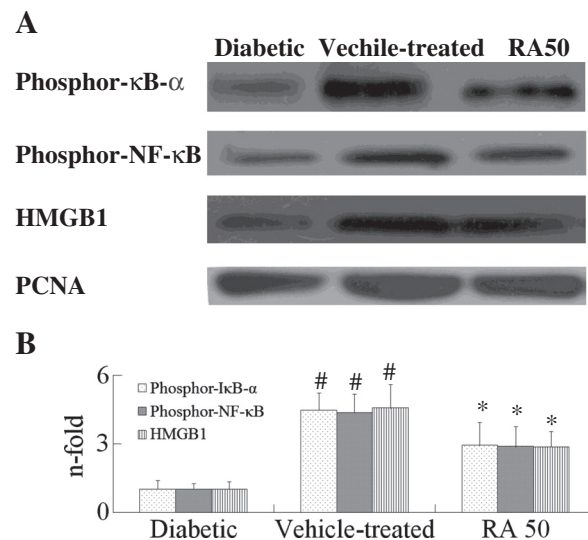 A
Diabetic Vechile-treated RA50
Phosphor-κB-α
Phosphor-NF-κB
HMGB1
PCNA
B
6
3
0
n-fold
Phosphor-IκB-α
Phosphor-NF-κB
HMGB1
# # #
* * *
Diabetic Vehicle-treated RA 50